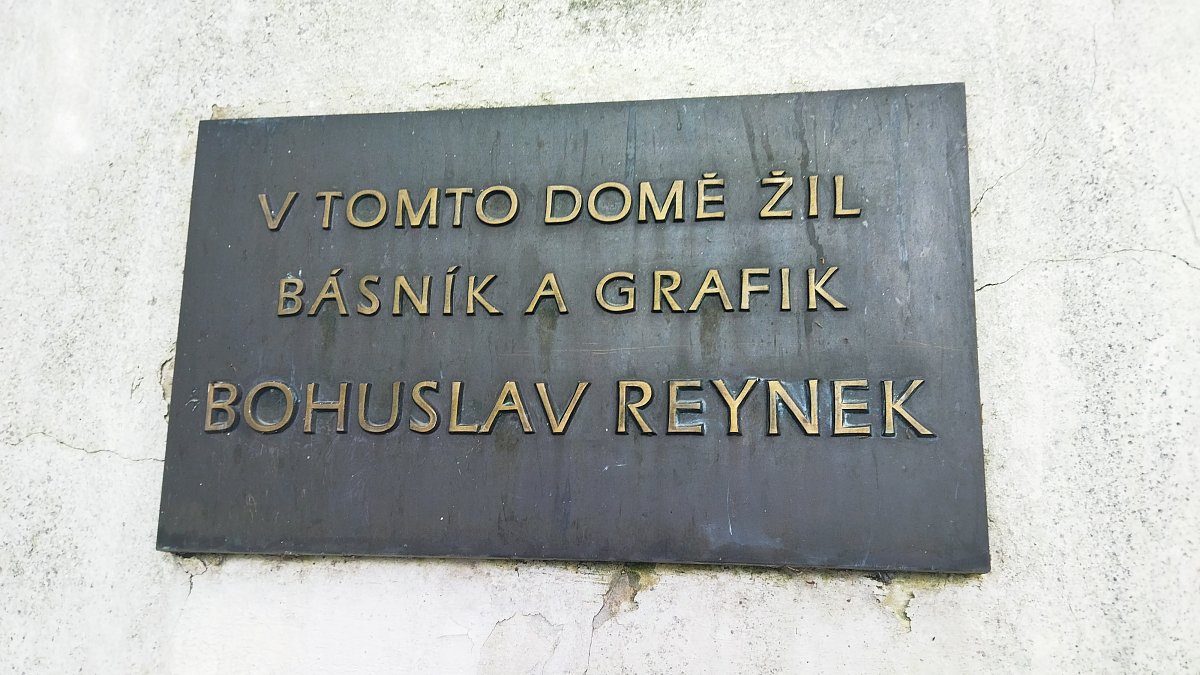 V TOMTO DOMĚ ŽIL
BÁSNÍK A GRAFIK
BOHUSLAV REYNEK